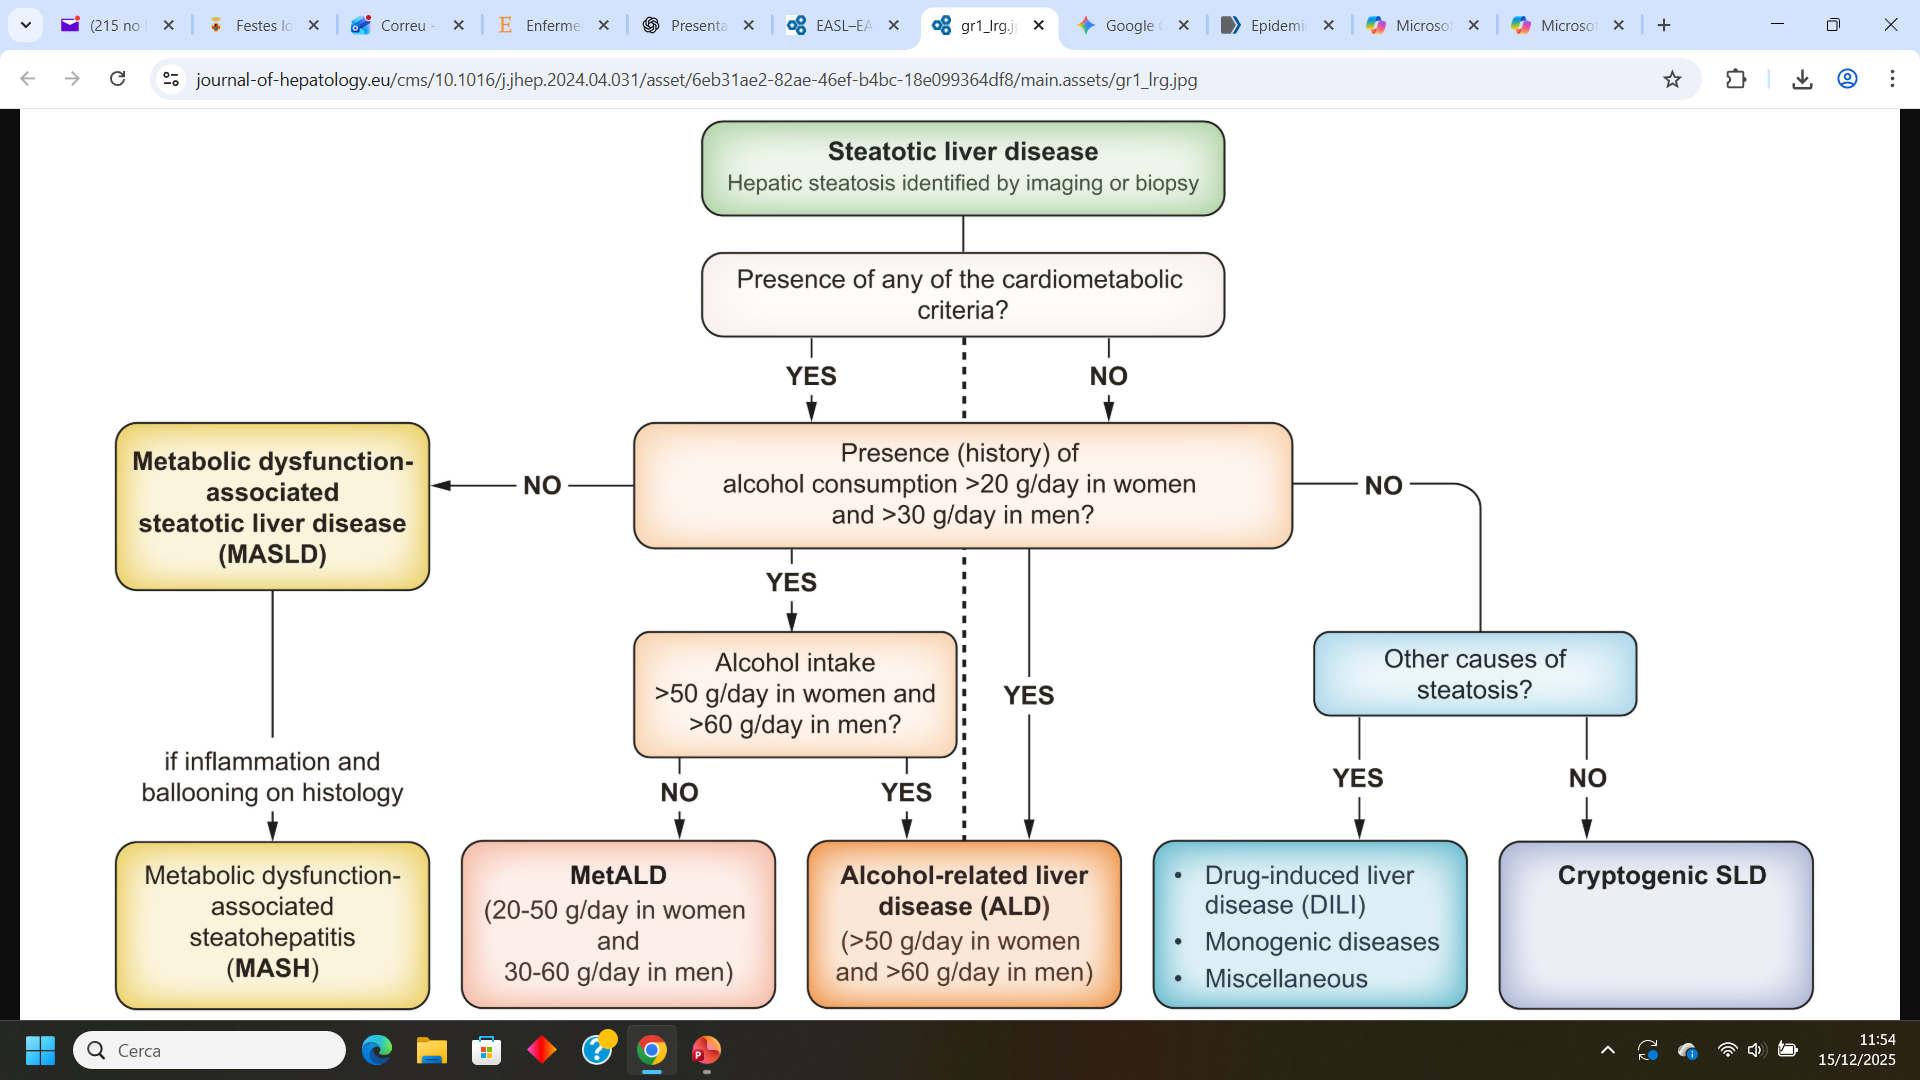 (215 no l
Festes lo
Correu -
Enferme
Presenta
EASL–EA
gr1_lrg.j
Google
Epidemi
Microsof
Microsof
journal-of-hepatology.eu/cms/10.1016/j.jhep.2024.04.031/asset/6eb31ae2-82ae-46ef-b4bc-18e099364df8/main.assets/gr1_lrg.jpg
Steatotic liver disease
Hepatic steatosis identified by imaging or biopsy
Presence of any of the cardiometabolic
criteria?
YES
NO
Metabolic dysfunction-
associated
steatotic liver disease
(MASLD)
NO
Presence (history) of
alcohol consumption >20 g/day in women
and >30 g/day in men?
NO
YES
Alcohol intake
>50 g/day in women and
>60 g/day in men?
YES
Other causes of
steatosis?
if inflammation and
ballooning on histology
NO
YES
YES
NO
Metabolic dysfunction-
associated
steatohepatitis
(MASH)
MetALD
(20-50 g/day in women
and
30-60 g/day in men)
Alcohol-related liver
disease (ALD)
(>50 g/day in women
and >60 g/day in men)
• Drug-induced liver
disease (DILI)
• Monogenic diseases
• Miscellaneous
Cryptogenic SLD
Cerca
11:54
15/12/2025